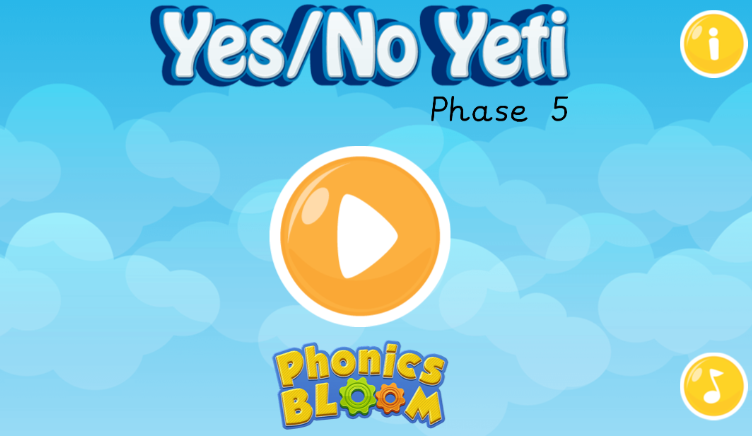 Yes/No Yeti
Phase 5
Phonics
BLOOM